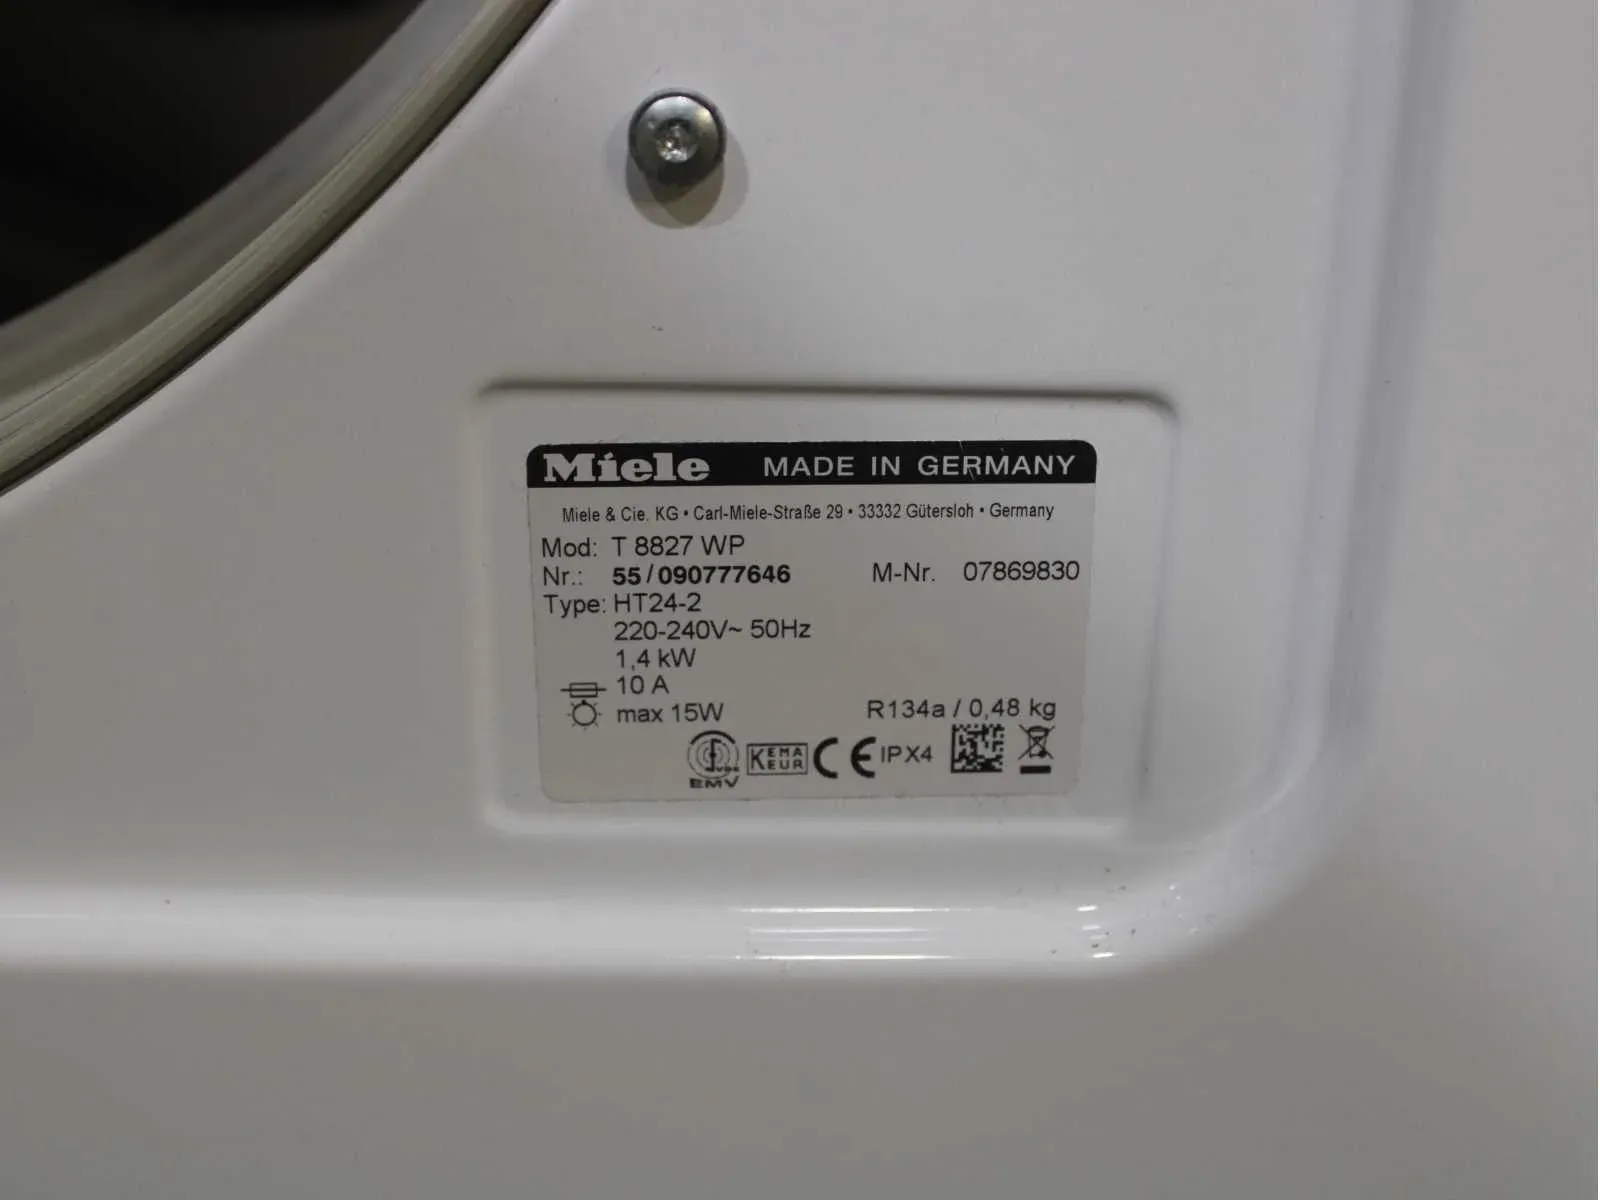 Miele MADE IN GERMANY
Miele & Cie. KG • Carl-Miele-Straße 29 • 33332 Gütersloh • Germany
Mod: T 8827 WP
Nr.: 55/090777646 M-Nr. 07869830
Type: HT24-2
220-240V~ 50Hz
1,4 kW
10 A
max 15W R134a / 0,48 kg
VDE KEMA CE IPX4
EMV KEUR